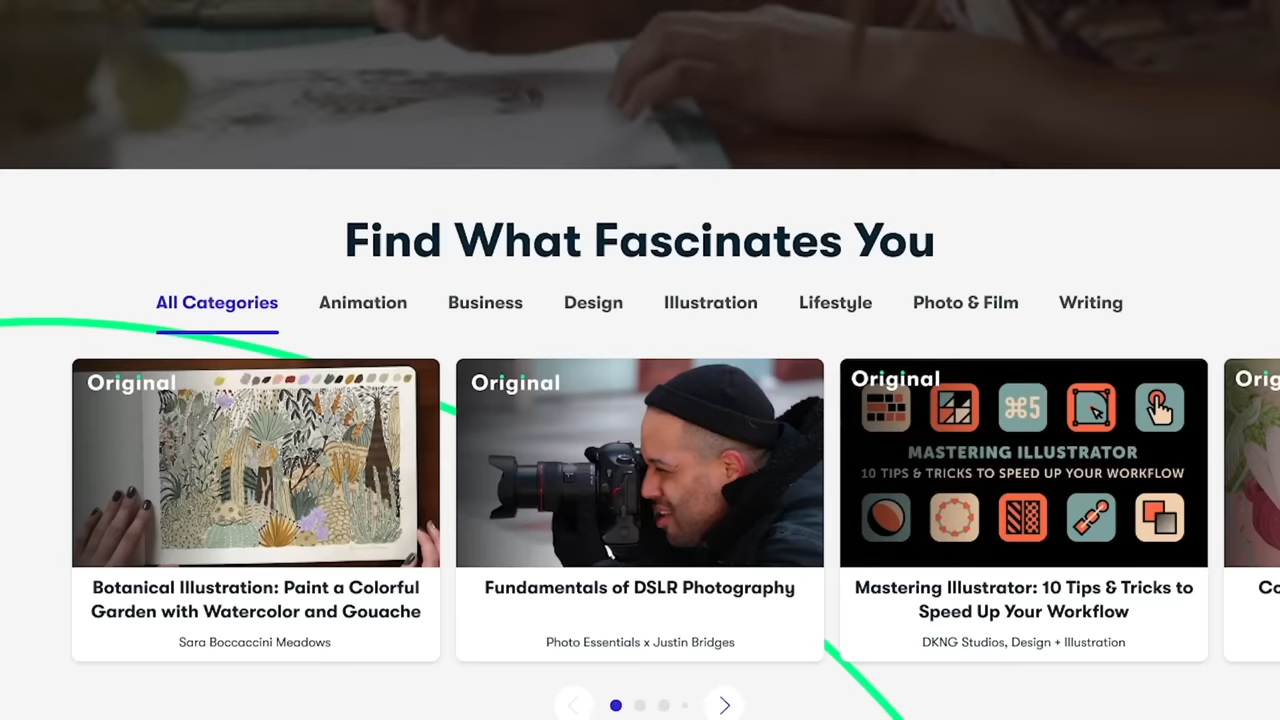 Find What Fascinates You
All Categories Animation Business Design Illustration Lifestyle Photo & Film Writing
Original
Botanical Illustration: Paint a Colorful
Garden with Watercolor and Gouache
Sara Boccaccini Meadows
Original
Fundamentals of DSLR Photography
Photo Essentials x Justin Bridges
Original
⌘5
MASTERING ILLUSTRATOR
10 TIPS & TRICKS TO SPEED UP YOUR WORKFLOW
Mastering Illustrator: 10 Tips & Tricks to
Speed Up Your Workflow
DKNG Studios, Design + Illustration